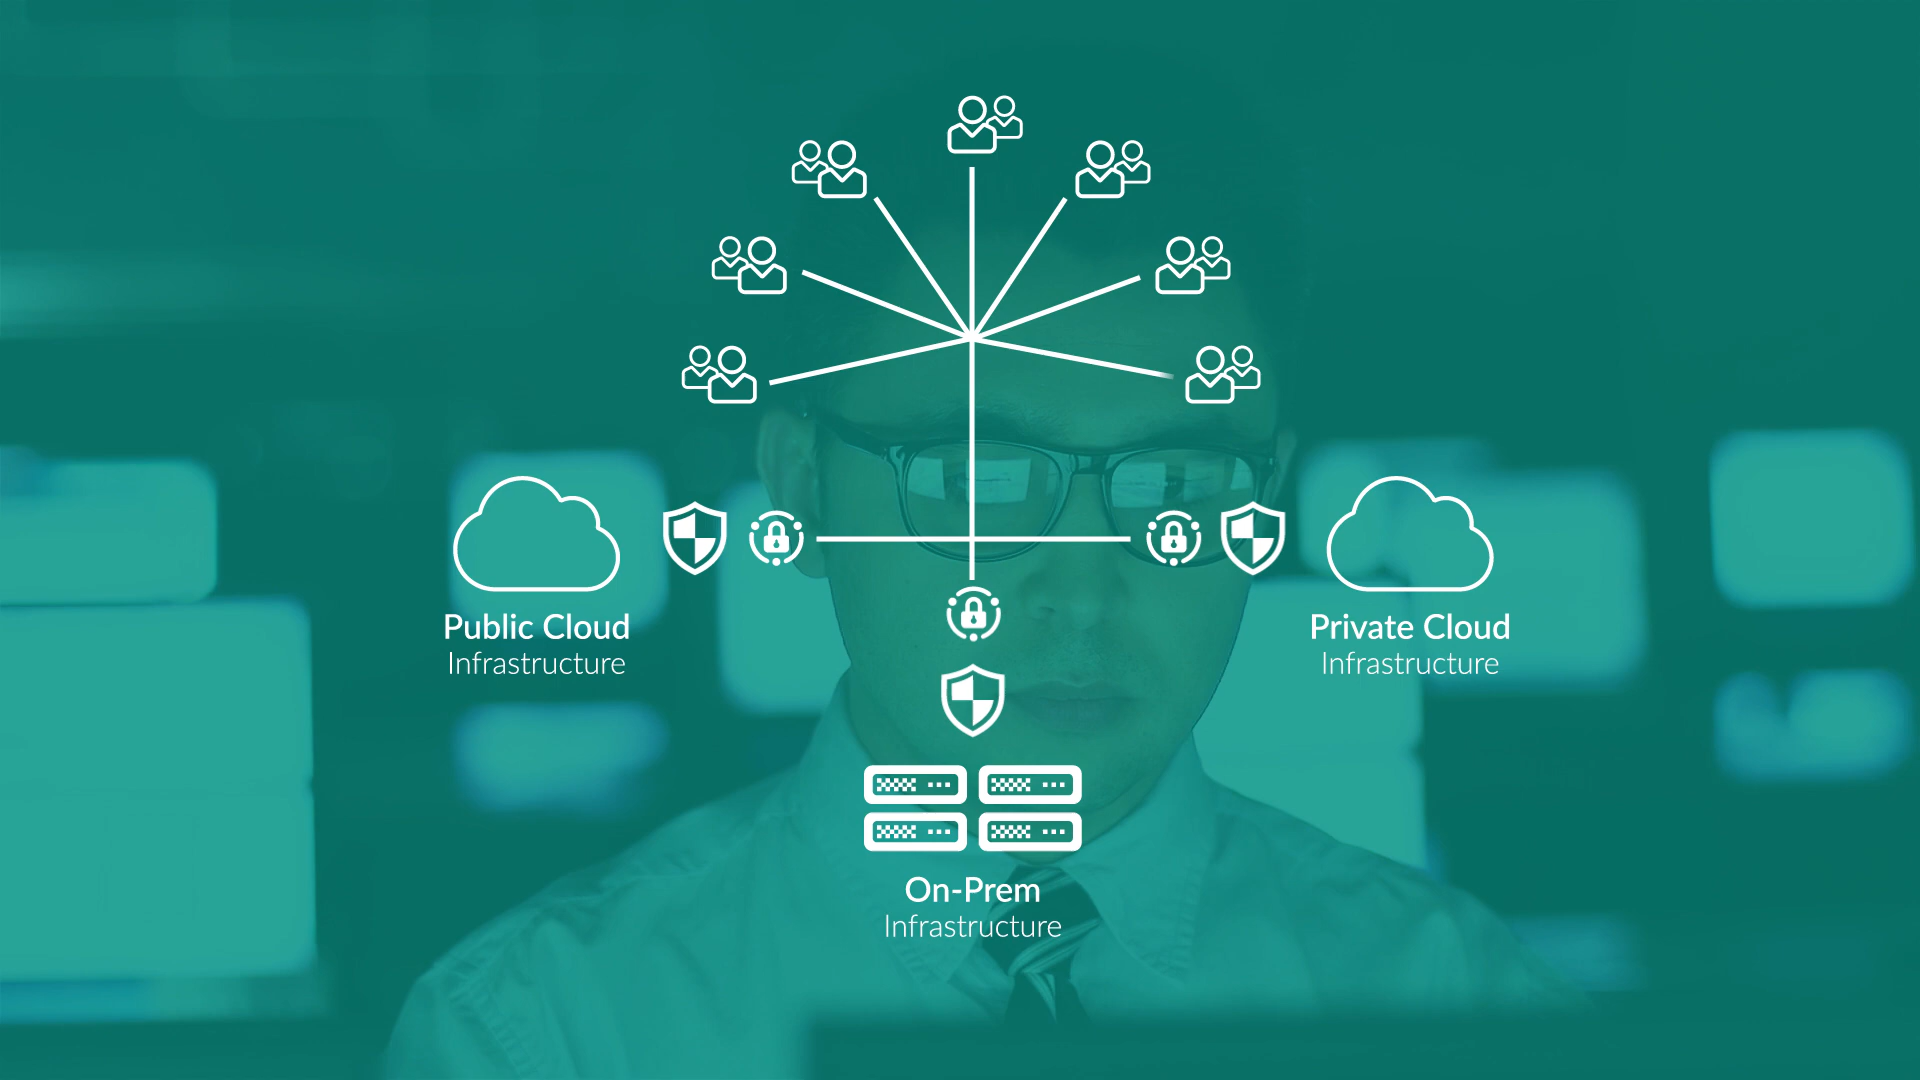 Public Cloud
Infrastructure
Private Cloud
Infrastructure
On-Prem
Infrastructure